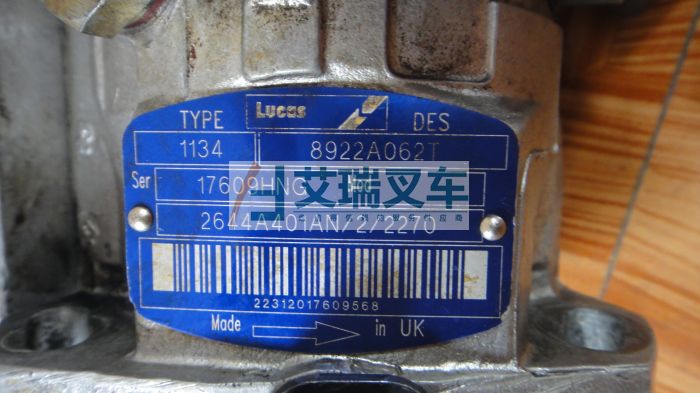 TYPE Lucas DES
1134 8922A062T
Ser 17609HNG
艾瑞叉车
2644A401AN/2/2270
22312017609568
Made in UK